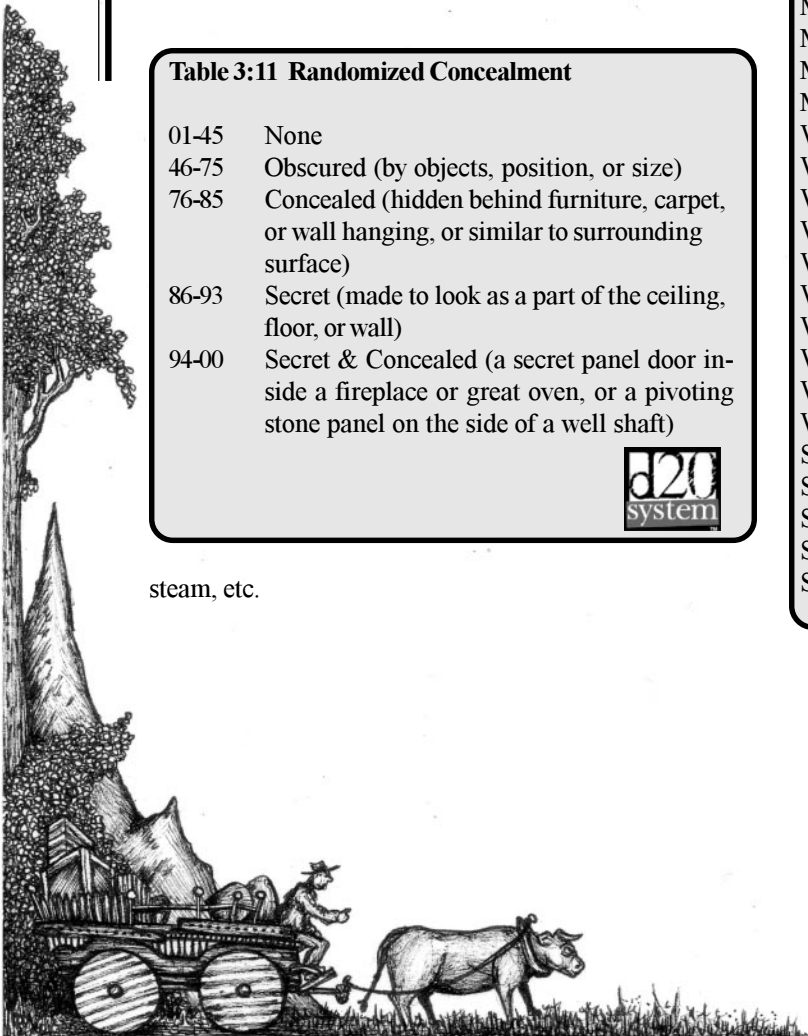 Table 3:11 Randomized Concealment
01-45 None
46-75 Obscured (by objects, position, or size)
76-85 Concealed (hidden behind furniture, carpet,
or wall hanging, or similar to surrounding
surface)
86-93 Secret (made to look as a part of the ceiling,
floor, or wall)
94-00 Secret & Concealed (a secret panel door in-
side a fireplace or great oven, or a pivoting
stone panel on the side of a well shaft)
d20
system
steam, etc.